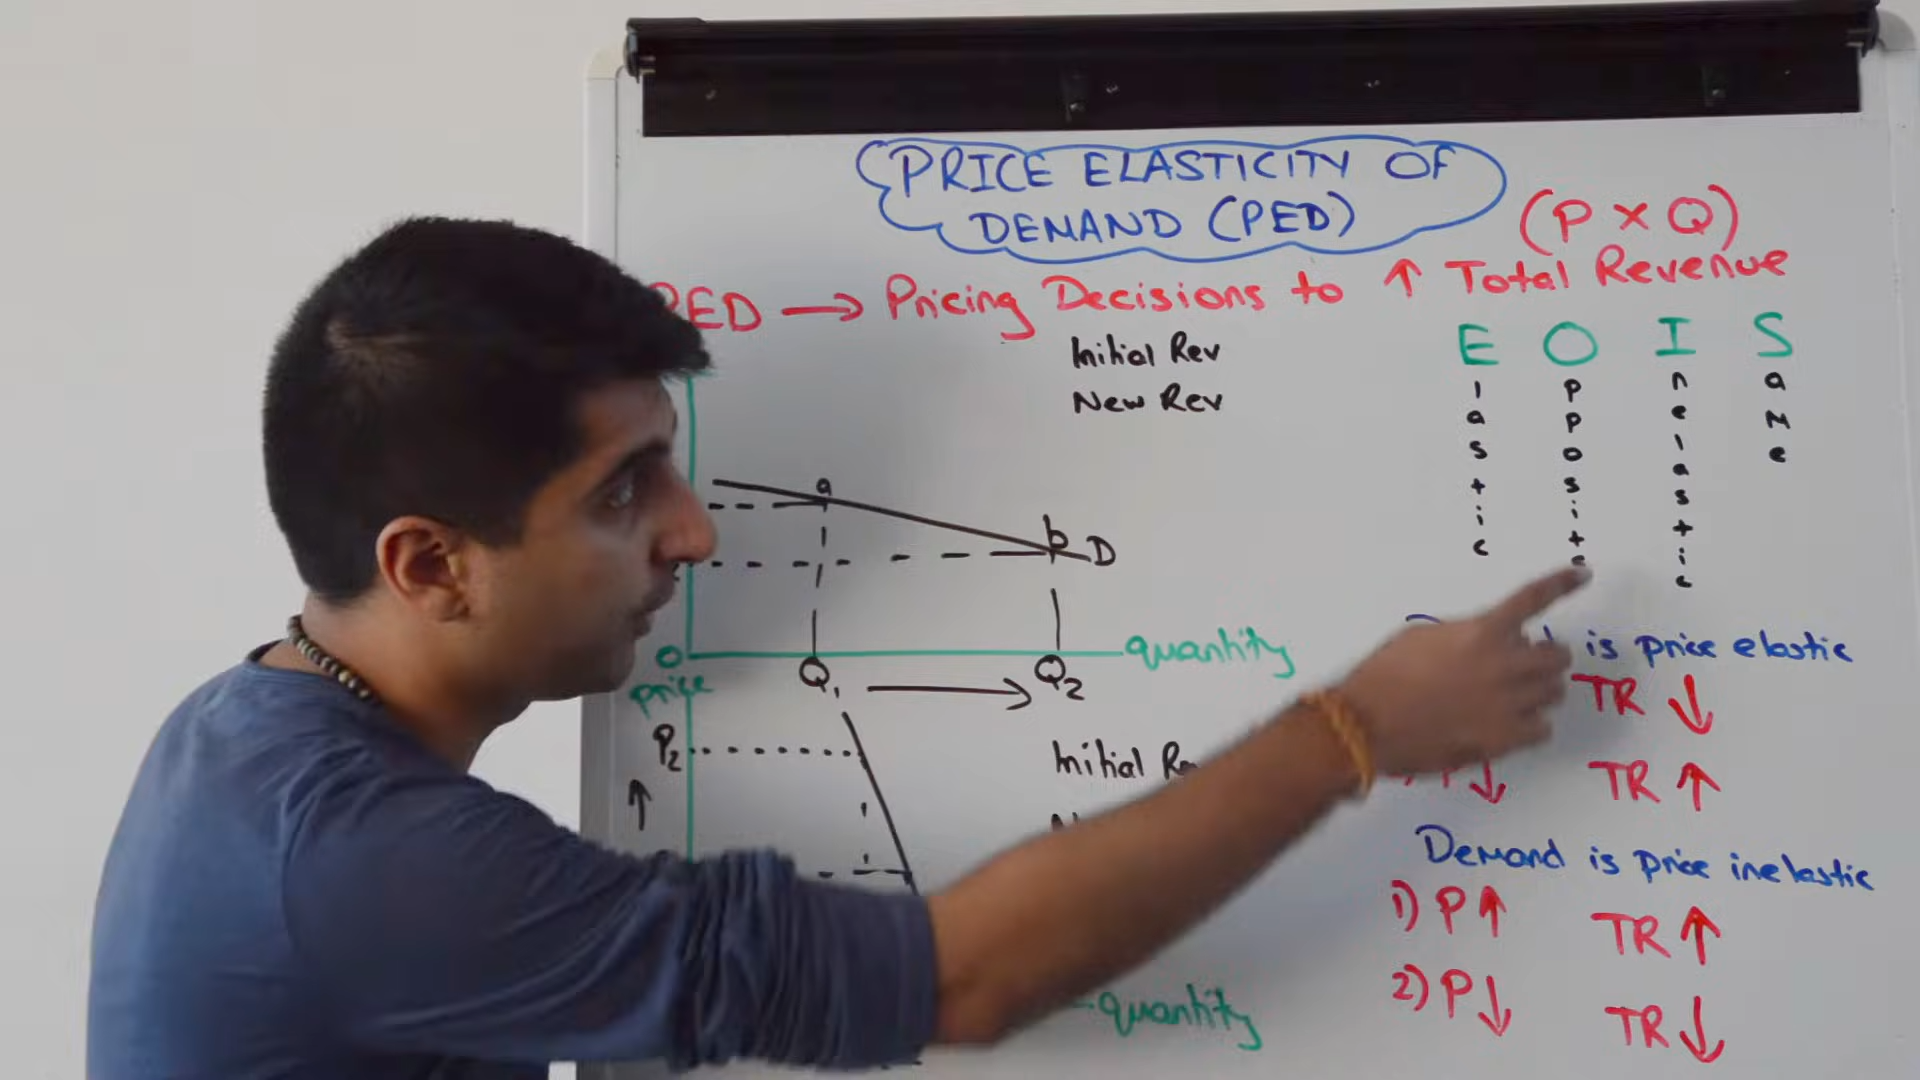 PRICE ELASTICITY OF
DEMAND (PED)
(P X Q)
PED → Pricing Decisions to ↑ Total Revenue
Initial Rev
New Rev
E O I S
Elastic
Opposite
Inelastic
Same
a
b D
O
quantity
Q1 → Q2
price
P2
↑
Initial
quantity
is price elastic
TR ↓
P↓ TR ↑
Demand is price inelastic
1) P↑ TR ↑
2) P↓ TR ↓